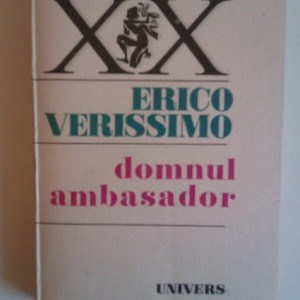 XX
ERICO
VERISSIMO
domnul
ambasador
UNIVERS